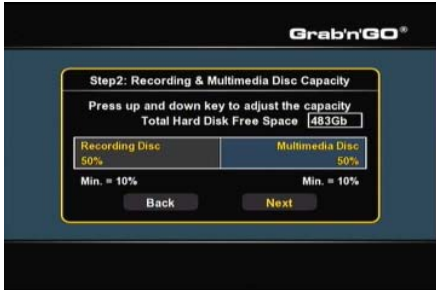 Grab'n'GO®
Step2: Recording & Multimedia Disc Capacity
Press up and down key to adjust the capacity
Total Hard Disk Free Space 483Gb
Recording Disc Multimedia Disc
50% 50%
Min. = 10% Min. = 10%
Back Next